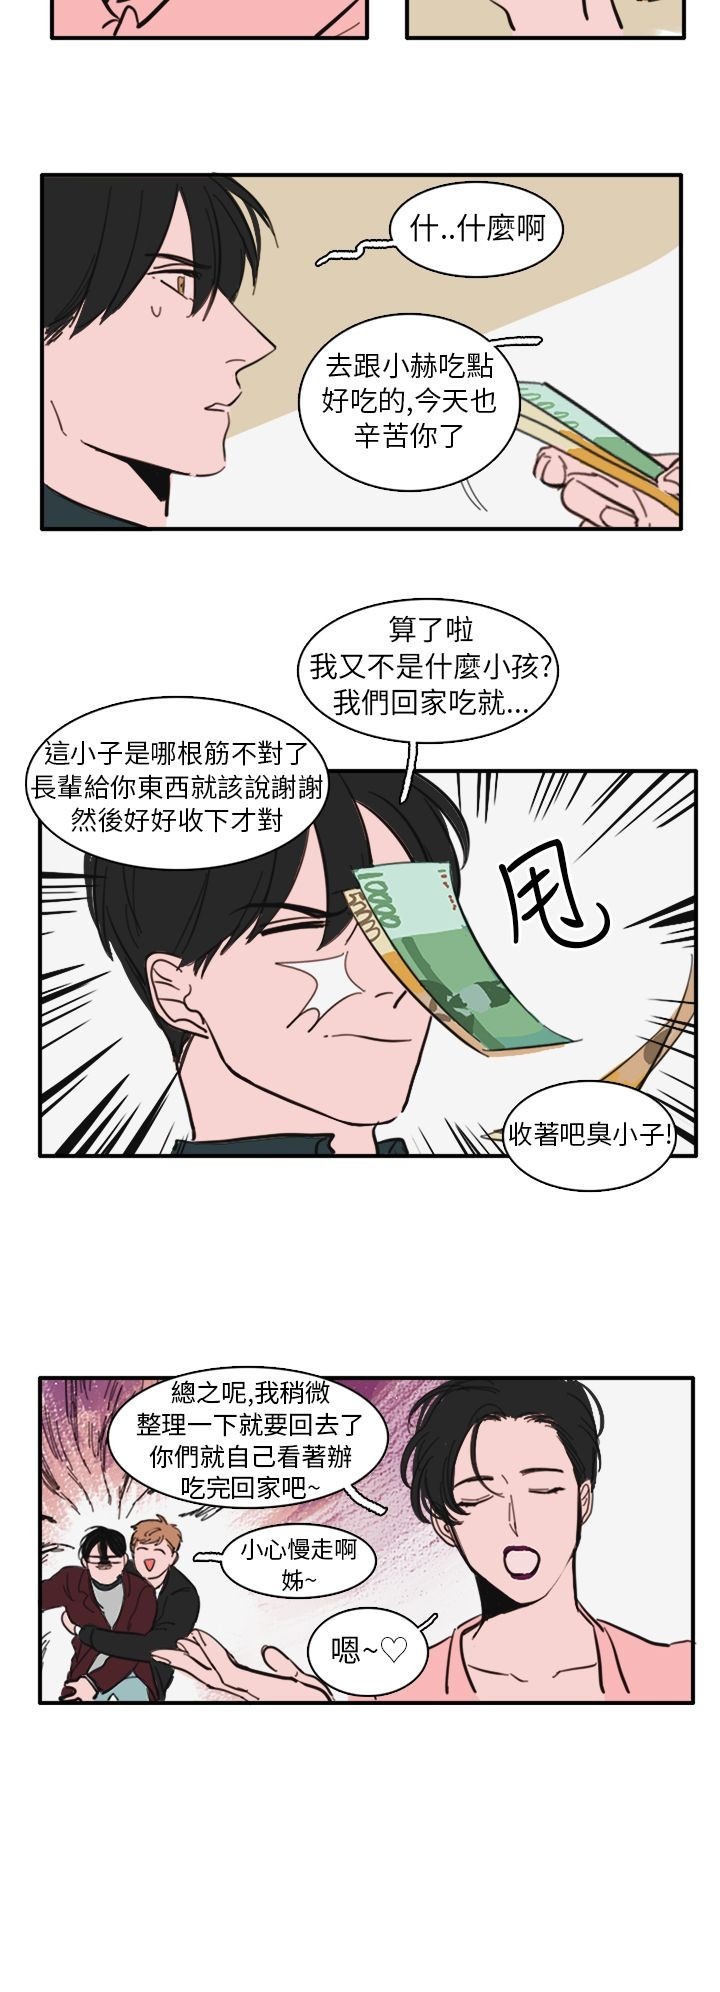 什..什麼啊
去跟小赫吃點
好吃的,今天也
辛苦你了
算了啦
我又不是什麼小孩?
我們回家吃就...
這小子是哪根筋不對了
長輩給你東西就該說謝謝
然後好好收下才對
甩
10000
50000
收著吧臭小子!
總之呢,我稍微
整理一下就要回去了
你們就自己看著辦
吃完回家吧~
小心慢走啊
姊~
嗯~♡